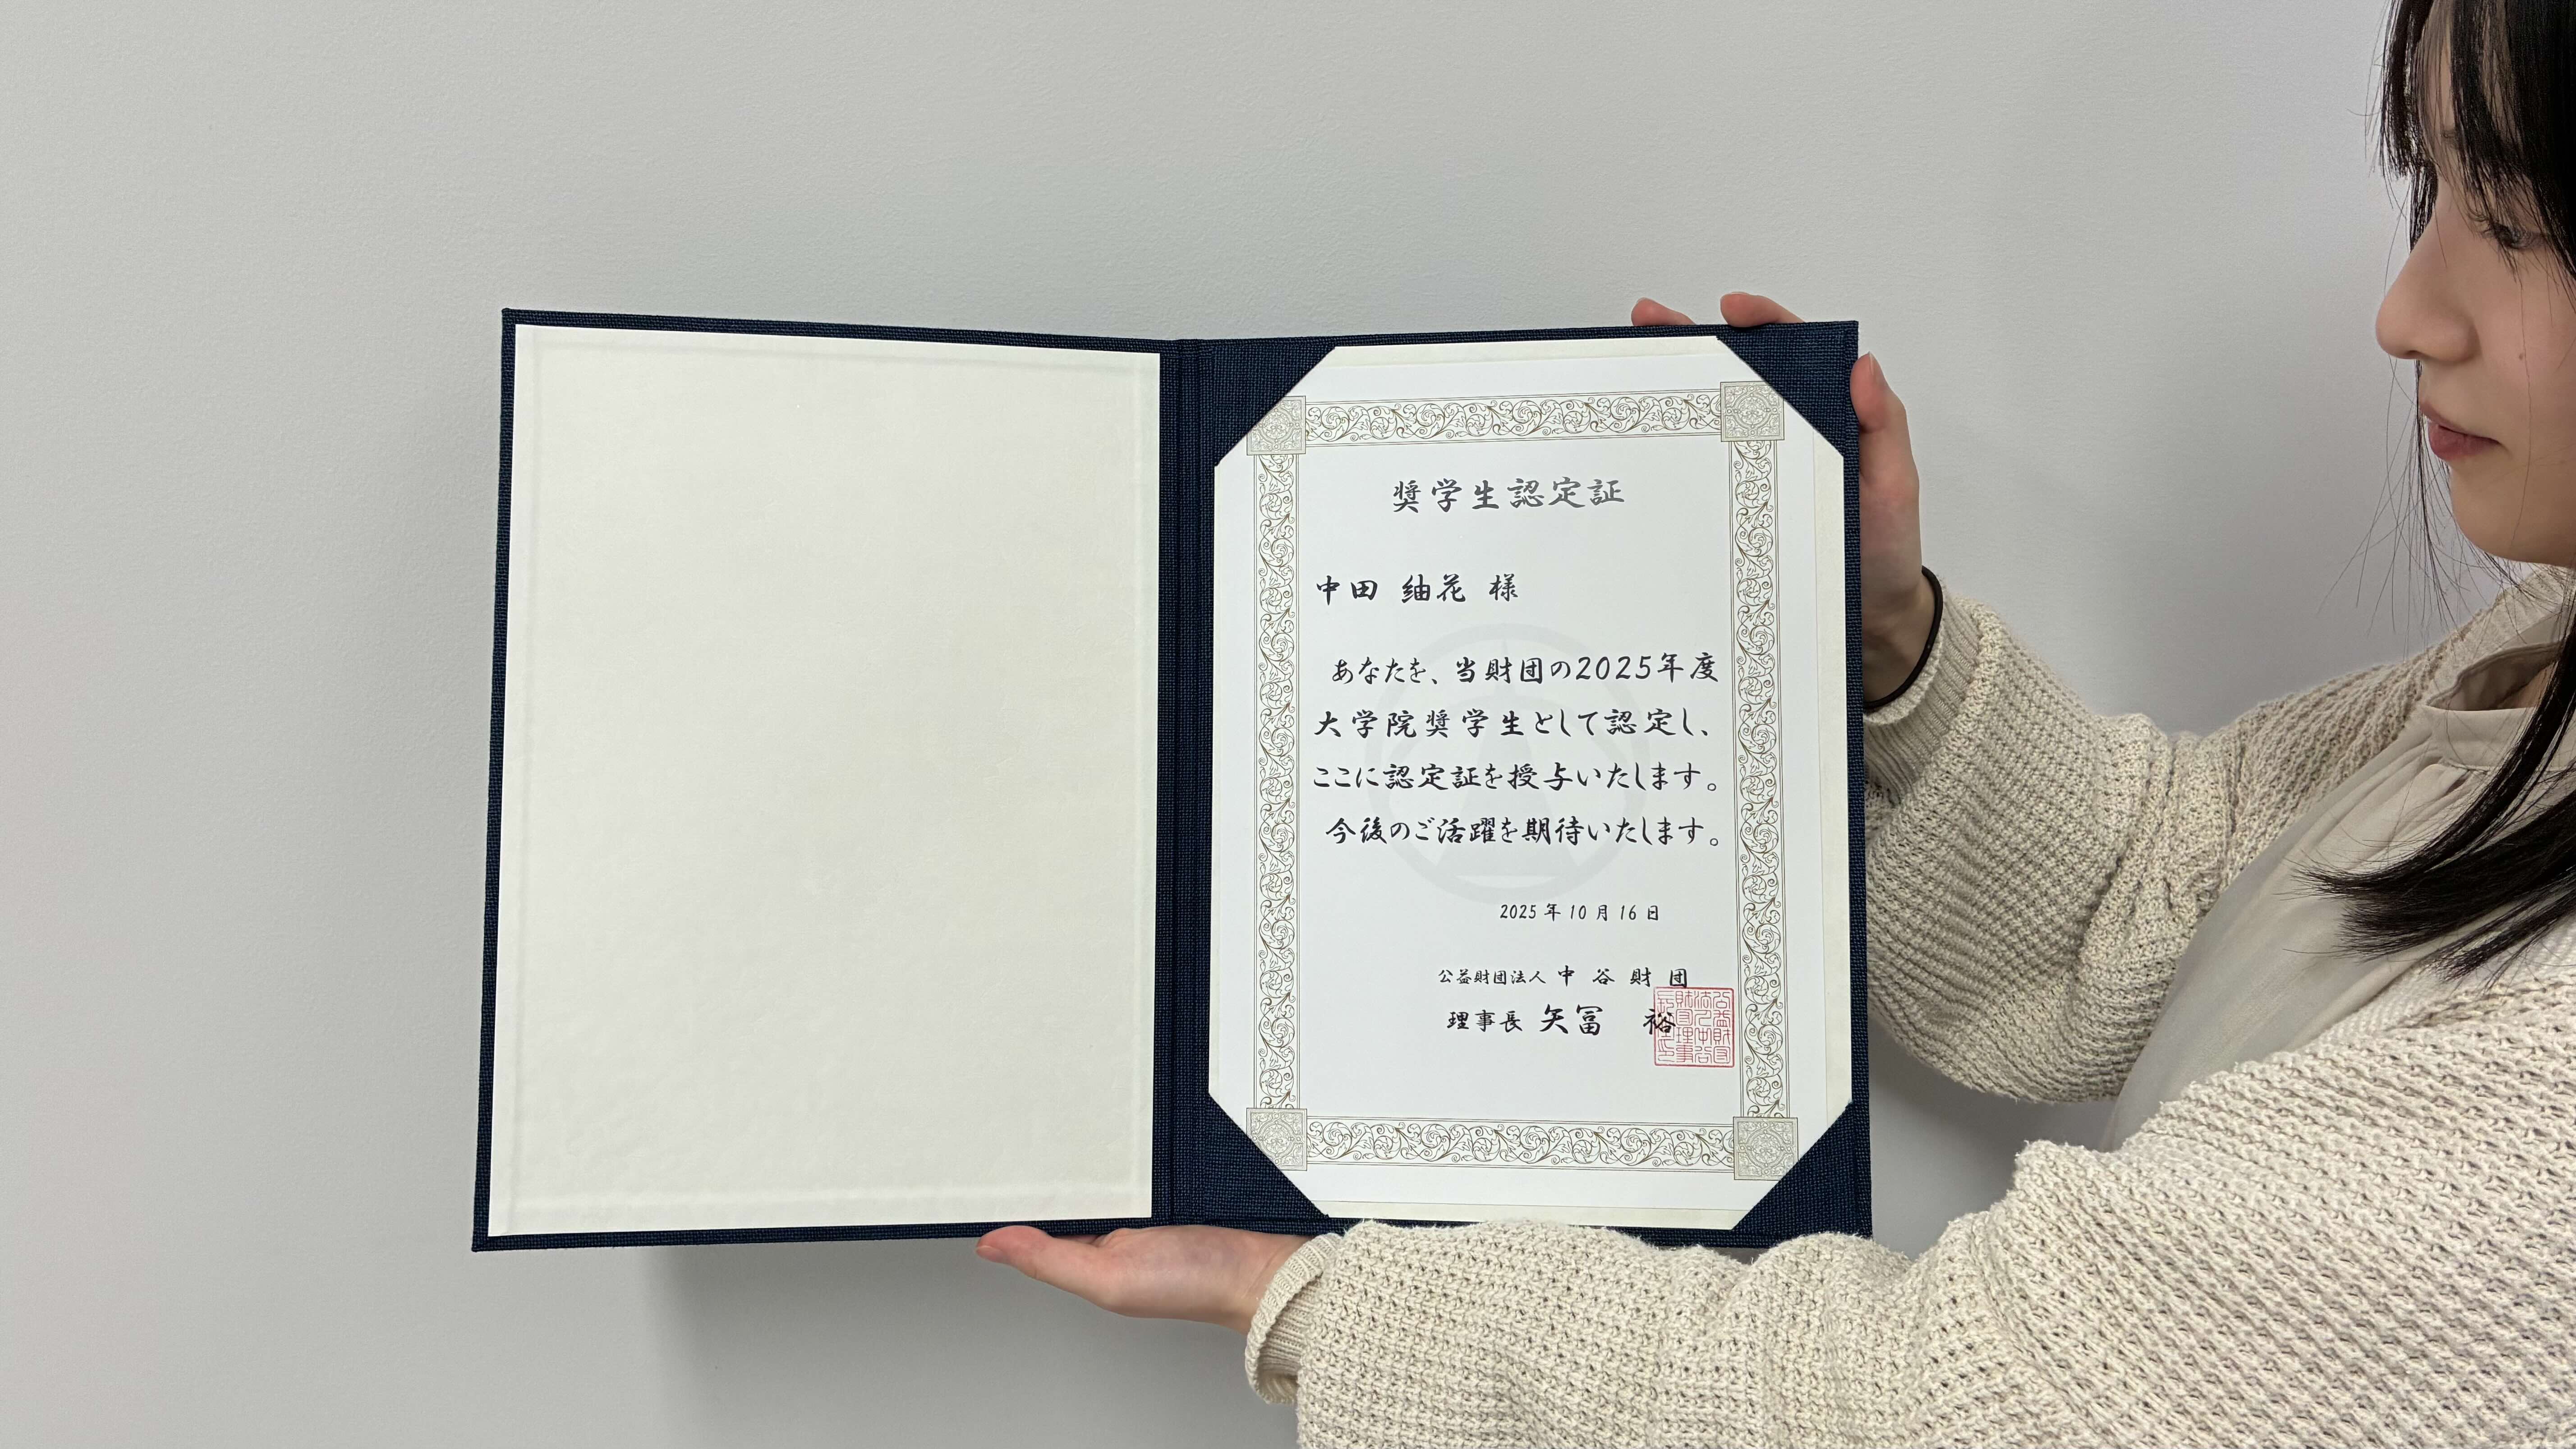 奨学生認定証
中田 紬花 様
あなたを、当財団の2025年度
大学院奨学生として認定し、
ここに認定証を授与いたします。
今後のご活躍を期待いたします。
2025年10月16日
公益財団法人 中谷財団
理事長 矢冨 裕